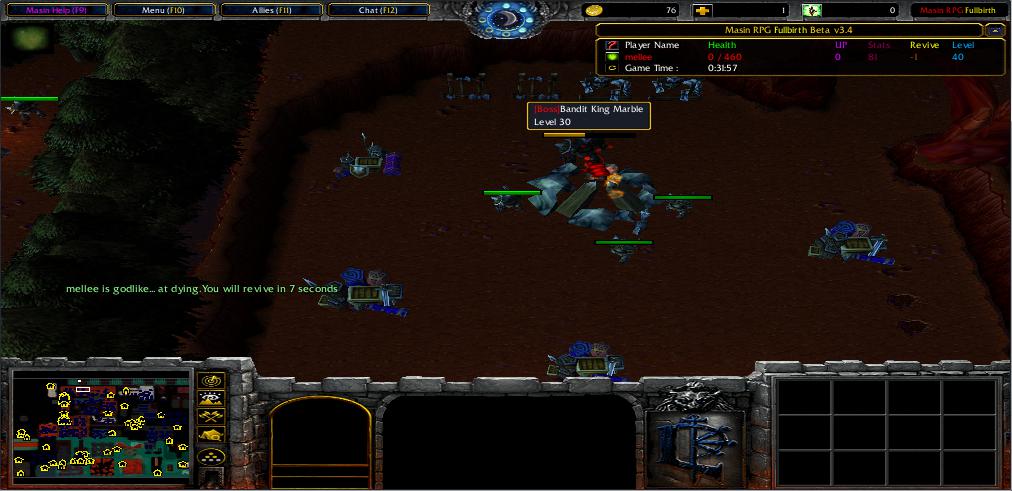 Masin Help (F9) Menu (F10) Allies (F11) Chat (F12) 76 1 0 Masin RPG Fullbirth
Masin RPG Fullbirth Beta v3.4
Player Name Health UP Stats Revive Level
mellee 0 / 460 0 81 -1 40
Game Time : 0:31:57
[Boss]Bandit King Marble
Level 30
mellee is godlike... at dying.You will revive in 7 seconds